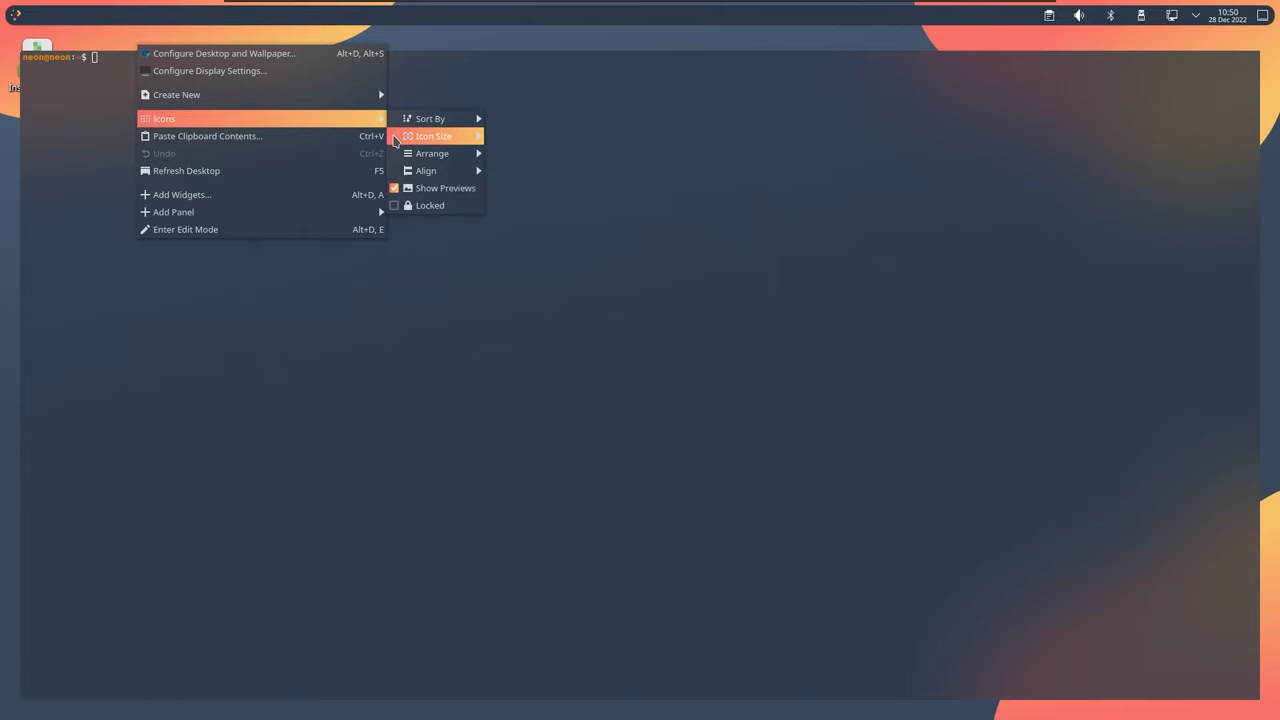 10:50
28 Dec 2022
neon@neon:~$
Ins
Configure Desktop and Wallpaper... Alt+D, Alt+S
Configure Display Settings...
Create New
Icons
Paste Clipboard Contents... Ctrl+V
Undo Ctrl+Z
Refresh Desktop F5
Add Widgets... Alt+D, A
Add Panel
Enter Edit Mode Alt+D, E
Sort By
Icon Size
Arrange
Align
Show Previews
Locked